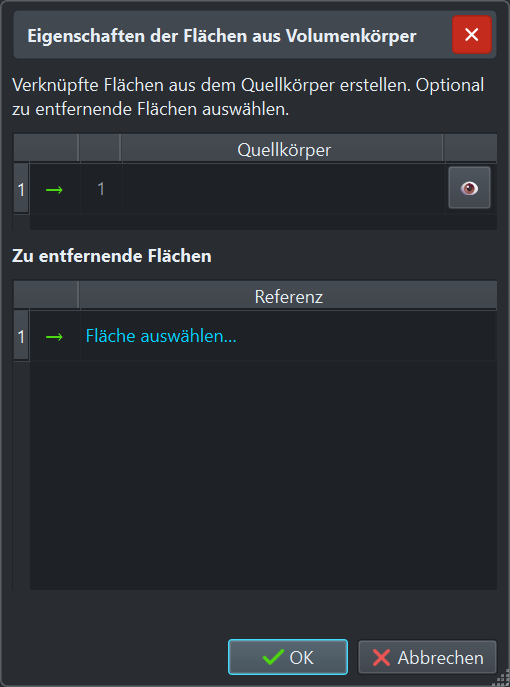 Eigenschaften der Flächen aus Volumenkörper
Verknüpfte Flächen aus dem Quellkörper erstellen. Optional
zu entfernende Flächen auswählen.
Quellkörper
1 → 1
Zu entfernende Flächen
Referenz
1 → Fläche auswählen...
OK Abbrechen